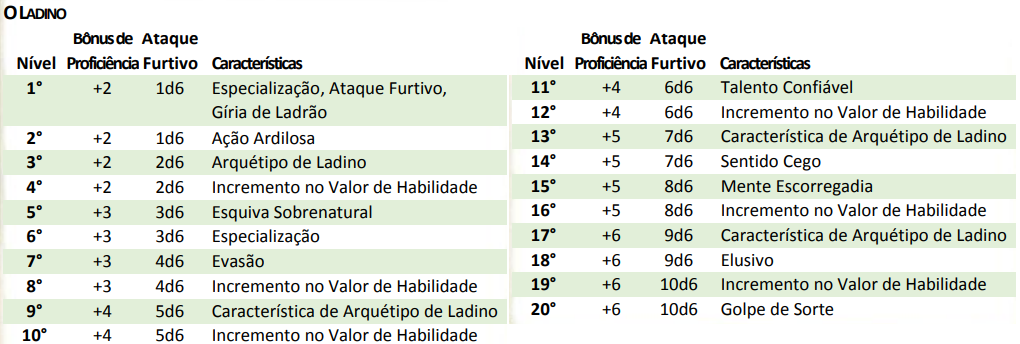 O LADINO
Bônus de Ataque
Nível Proficiência Furtivo Características
1° +2 1d6 Especialização, Ataque Furtivo,
Gíria de Ladrão
2° +2 1d6 Ação Ardilosa
3° +2 2d6 Arquétipo de Ladino
4° +2 2d6 Incremento no Valor de Habilidade
5° +3 3d6 Esquiva Sobrenatural
6° +3 3d6 Especialização
7° +3 4d6 Evasão
8° +3 4d6 Incremento no Valor de Habilidade
9° +4 5d6 Característica de Arquétipo de Ladino
10° +4 5d6 Incremento no Valor de Habilidade
Bônus de Ataque
Nível Proficiência Furtivo Características
11° +4 6d6 Talento Confiável
12° +4 6d6 Incremento no Valor de Habilidade
13° +5 7d6 Característica de Arquétipo de Ladino
14° +5 7d6 Sentido Cego
15° +5 8d6 Mente Escorregadia
16° +5 8d6 Incremento no Valor de Habilidade
17° +6 9d6 Característica de Arquétipo de Ladino
18° +6 9d6 Elusivo
19° +6 10d6 Incremento no Valor de Habilidade
20° +6 10d6 Golpe de Sorte